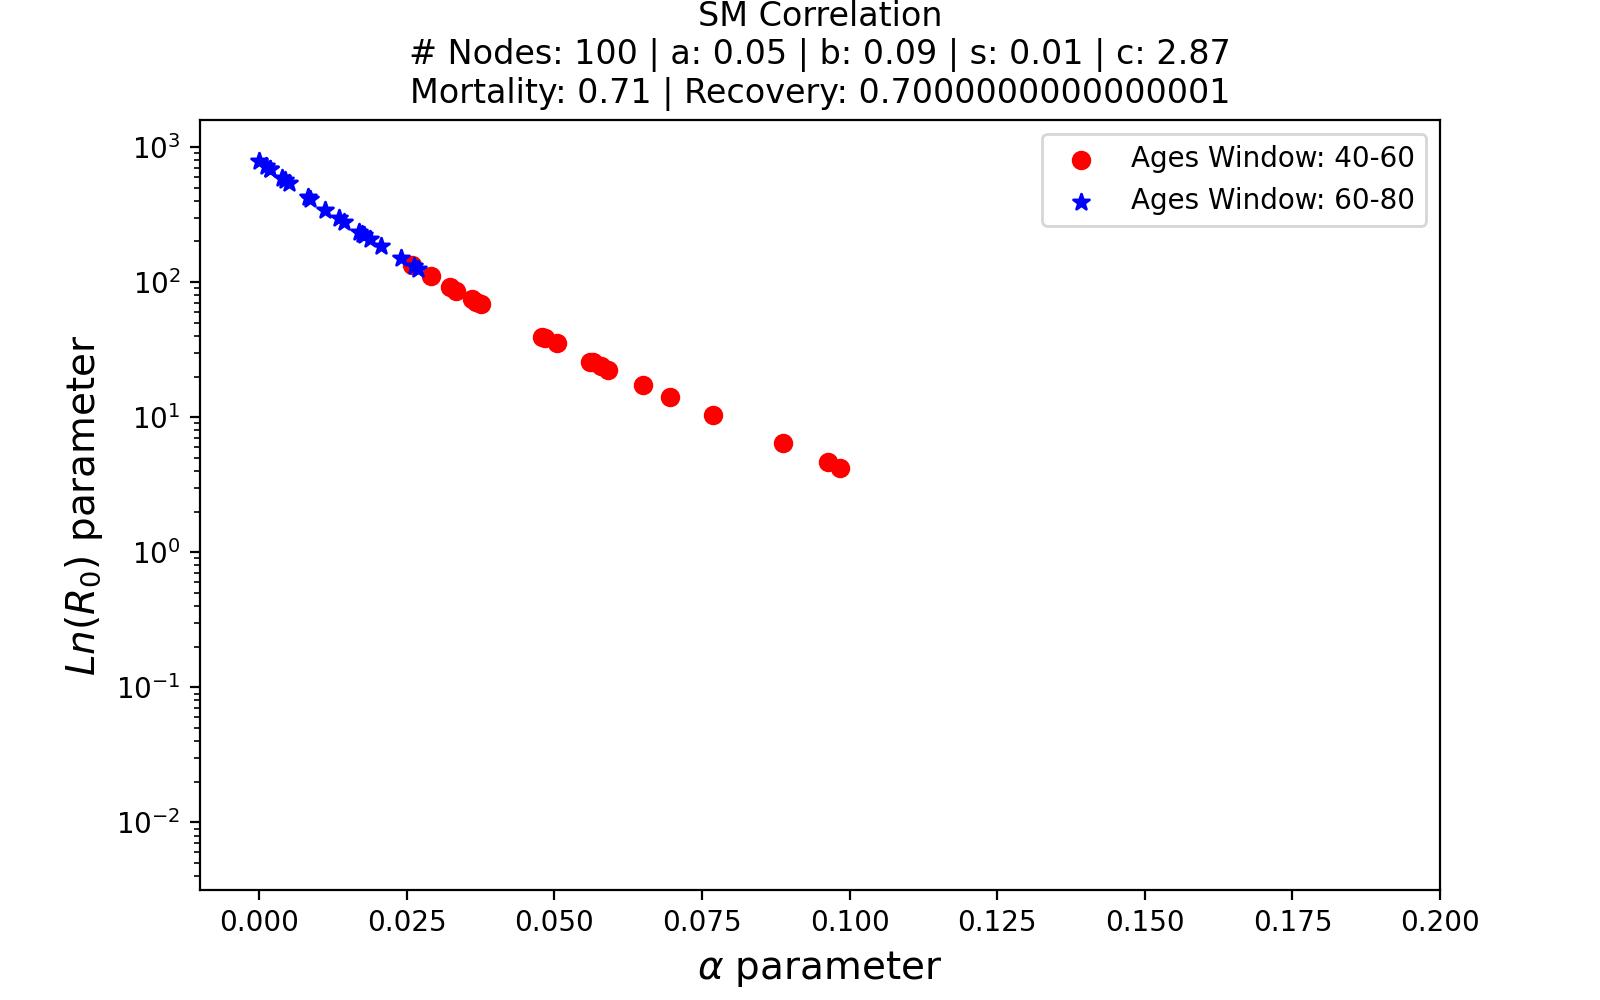 SM Correlation
# Nodes: 100 | a: 0.05 | b: 0.09 | s: 0.01 | c: 2.87
Mortality: 0.71 | Recovery: 0.7000000000000001
Ages Window: 40-60
Ages Window: 60-80
Ln(R₀) parameter
10³
10²
10¹
10⁰
10⁻¹
10⁻²
0.000 0.025 0.050 0.075 0.100 0.125 0.150 0.175 0.200
α parameter